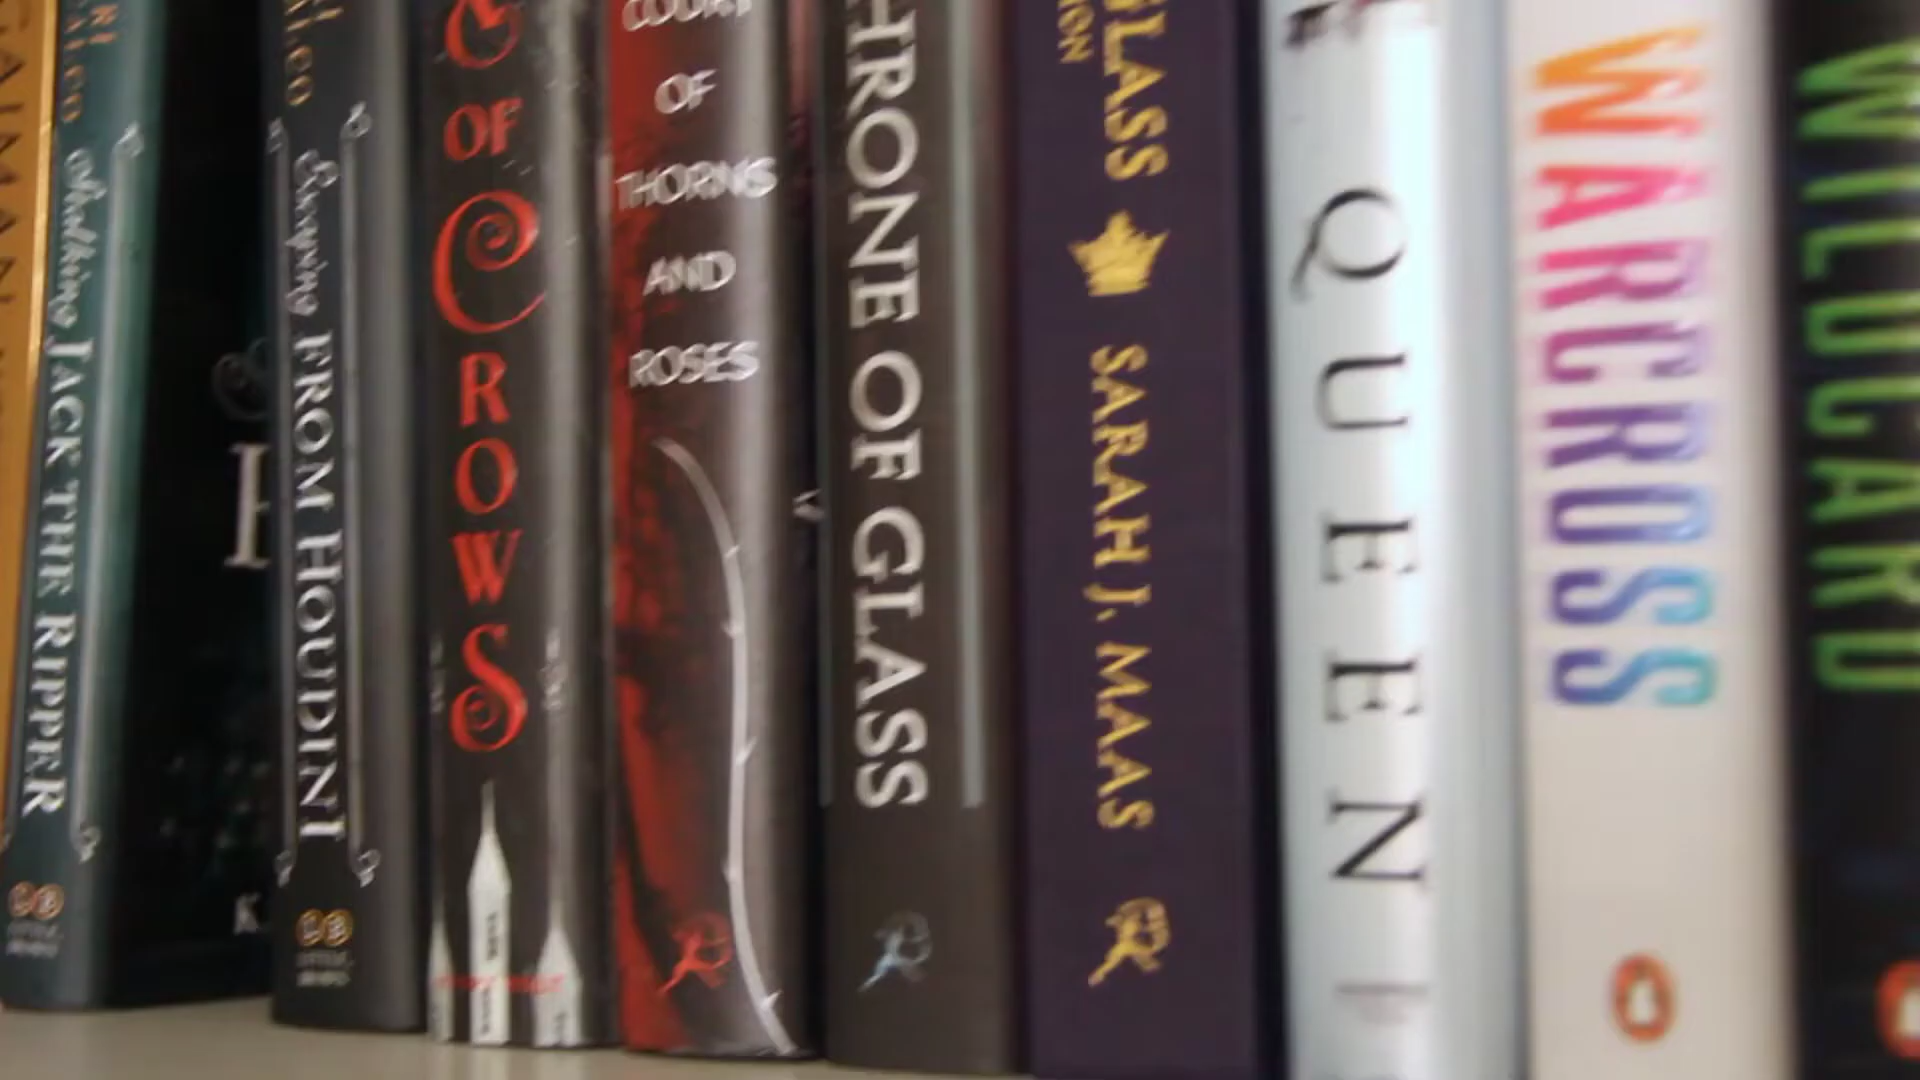 Stalking JACK THE RIPPER
Escaping FROM HOUDINI
OF
CROWS
COURT
OF
THORNS
AND
ROSES
HRONE OF GLASS
GLASS
SARAH J. MAAS
QUEEN
WARCROSS
WILDCARD